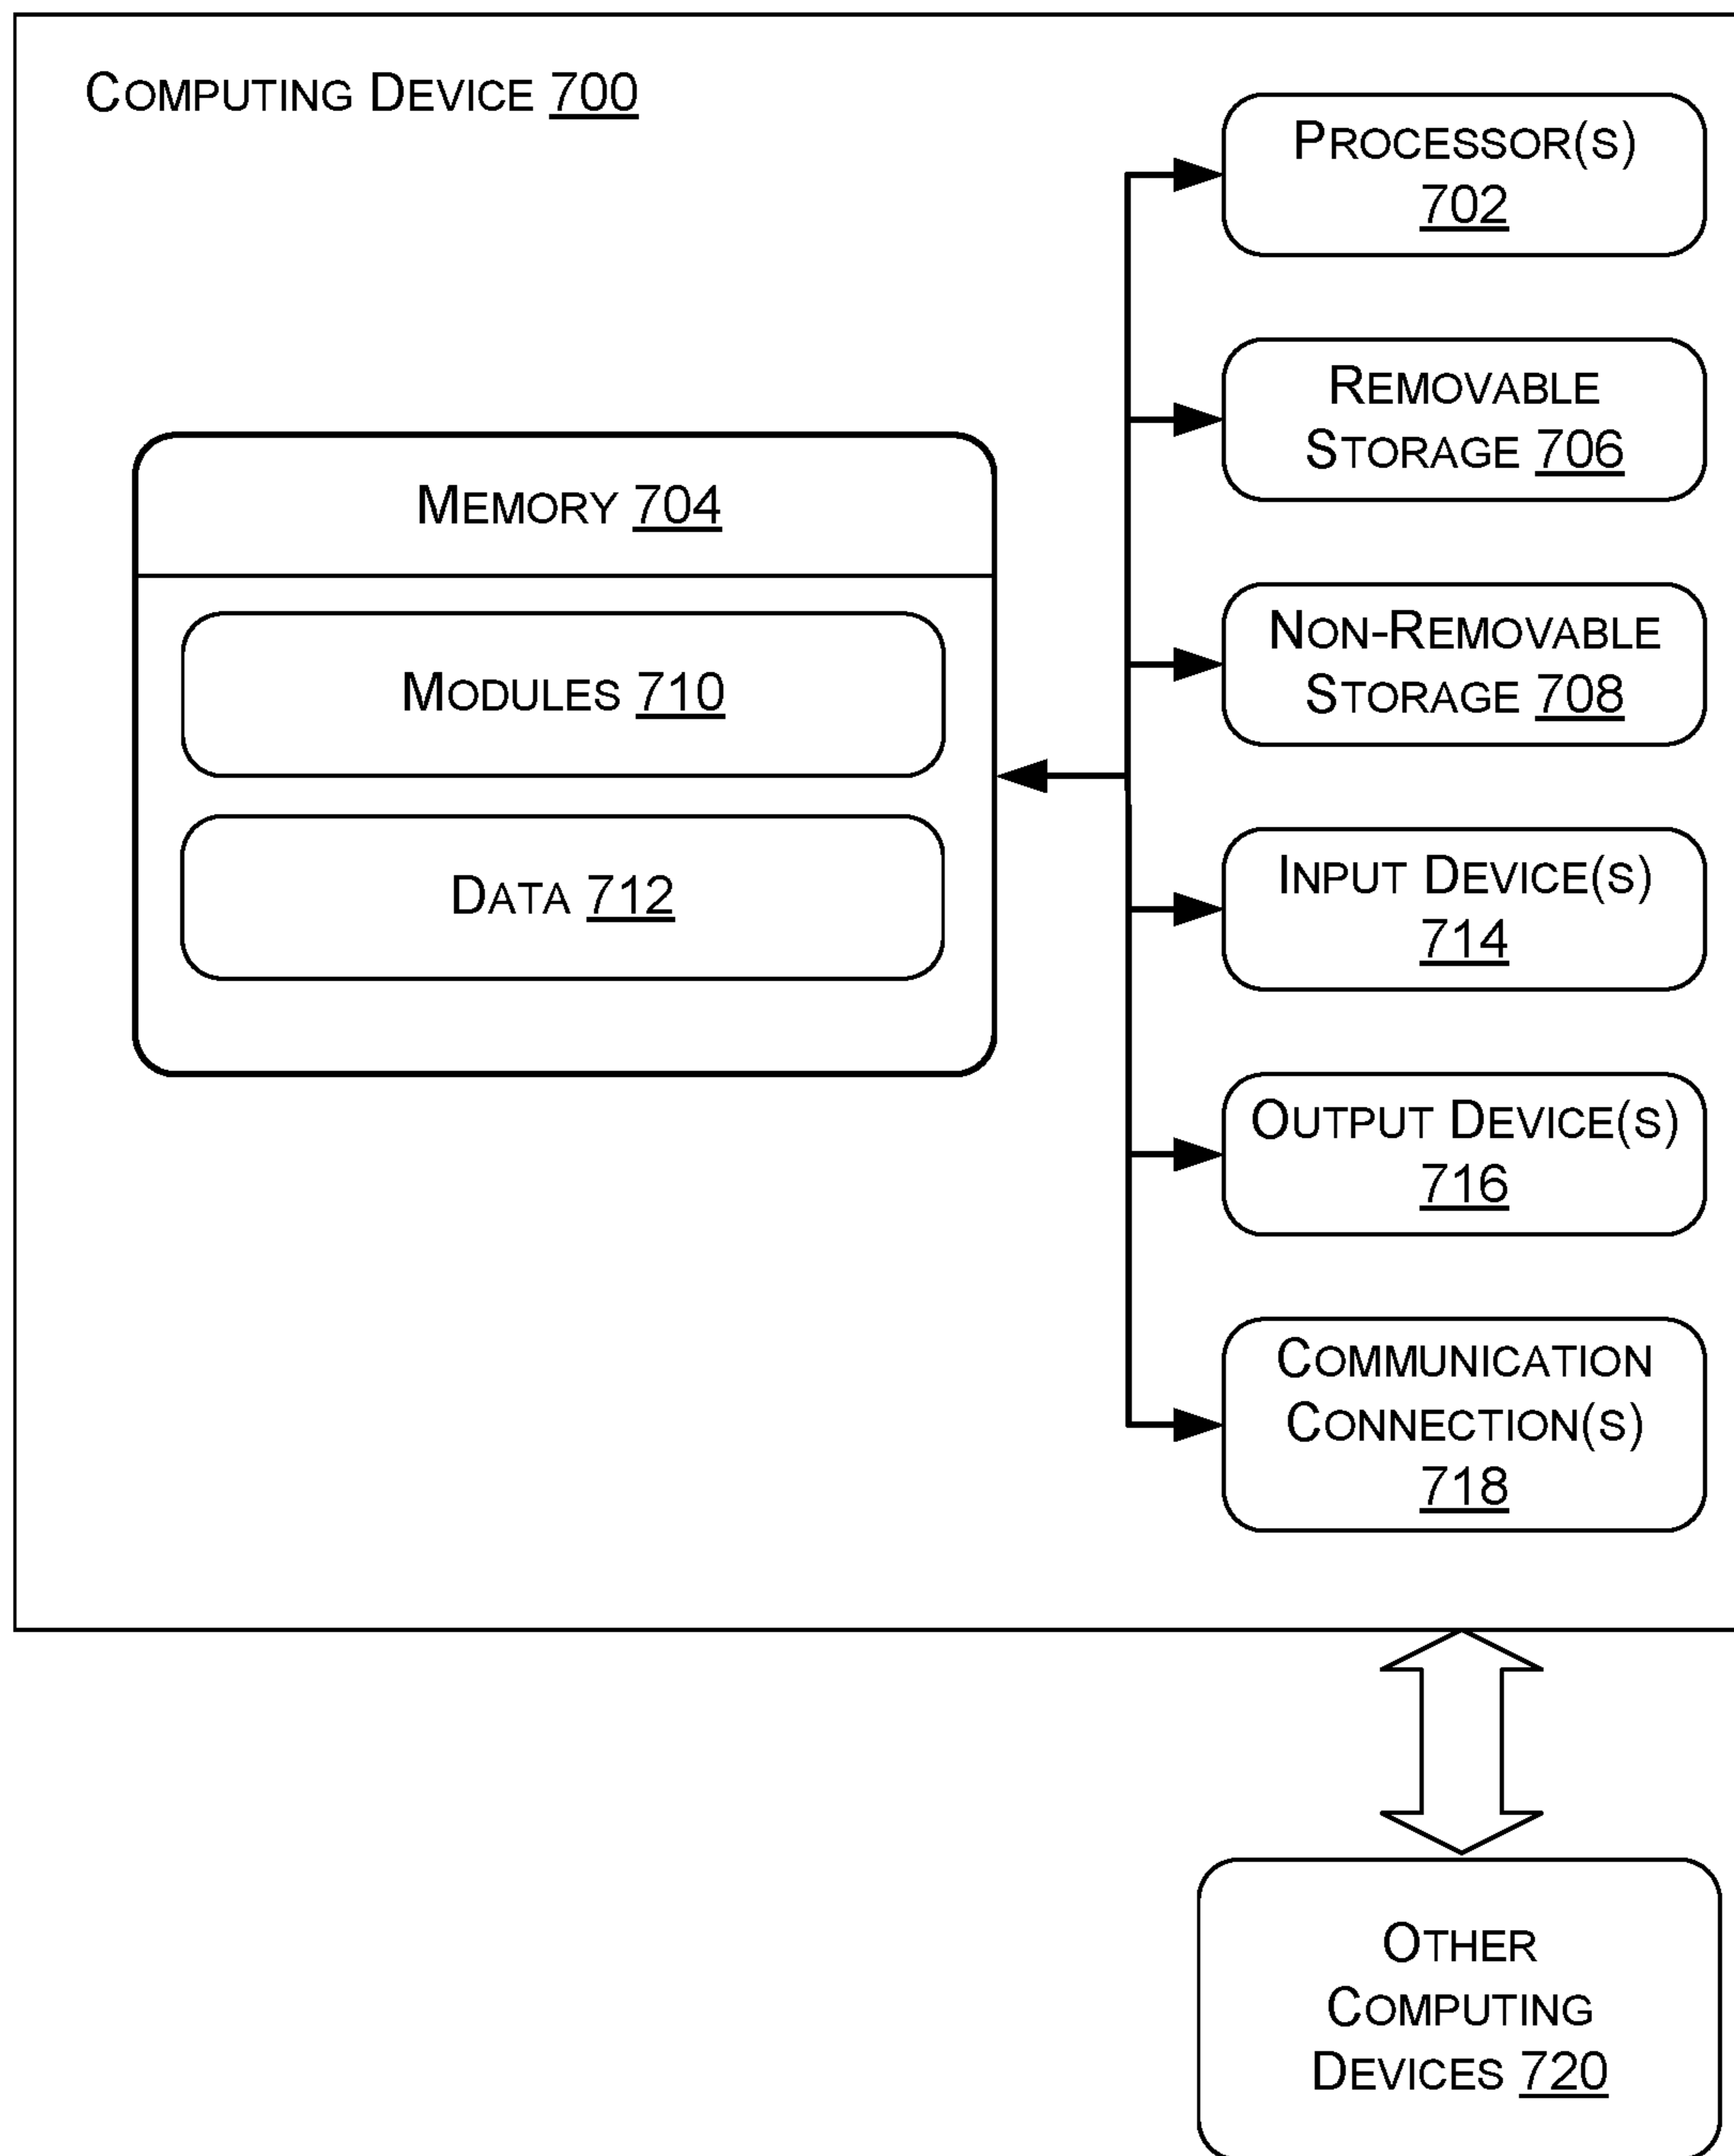 Computing Device 700
Processor(s)
702
Removable
Storage 706
Memory 704
Non-Removable
Storage 708
Modules 710
Data 712
Input Device(s)
714
Output Device(s)
716
Communication
Connection(s)
718
Other
Computing
Devices 720